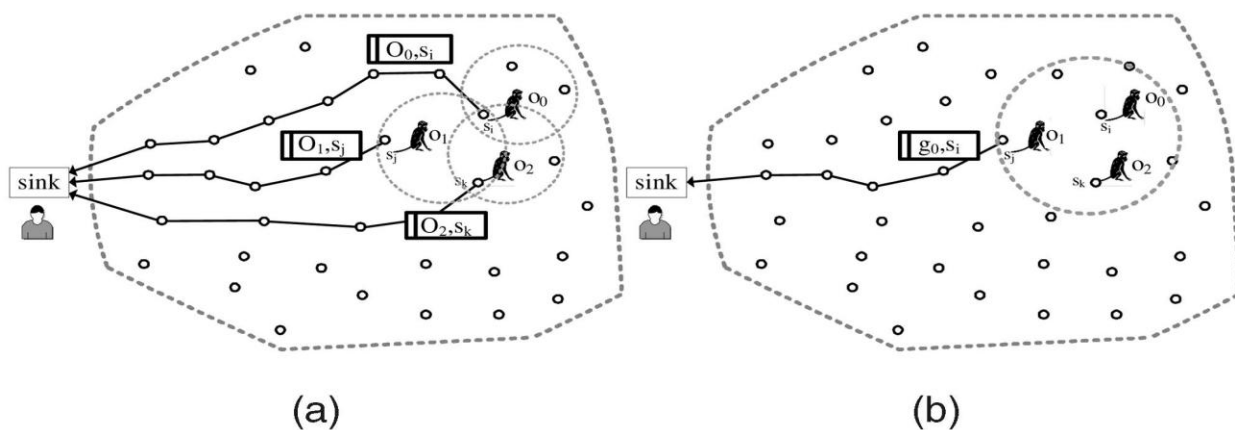 O₀,sᵢ
O₀
sᵢ
O₁,sⱼ
O₁
sⱼ
sink
O₂
sₖ
O₂,sₖ
(a)
O₀
sᵢ
g₀,sᵢ
O₁
sⱼ
sink
O₂
sₖ
(b)